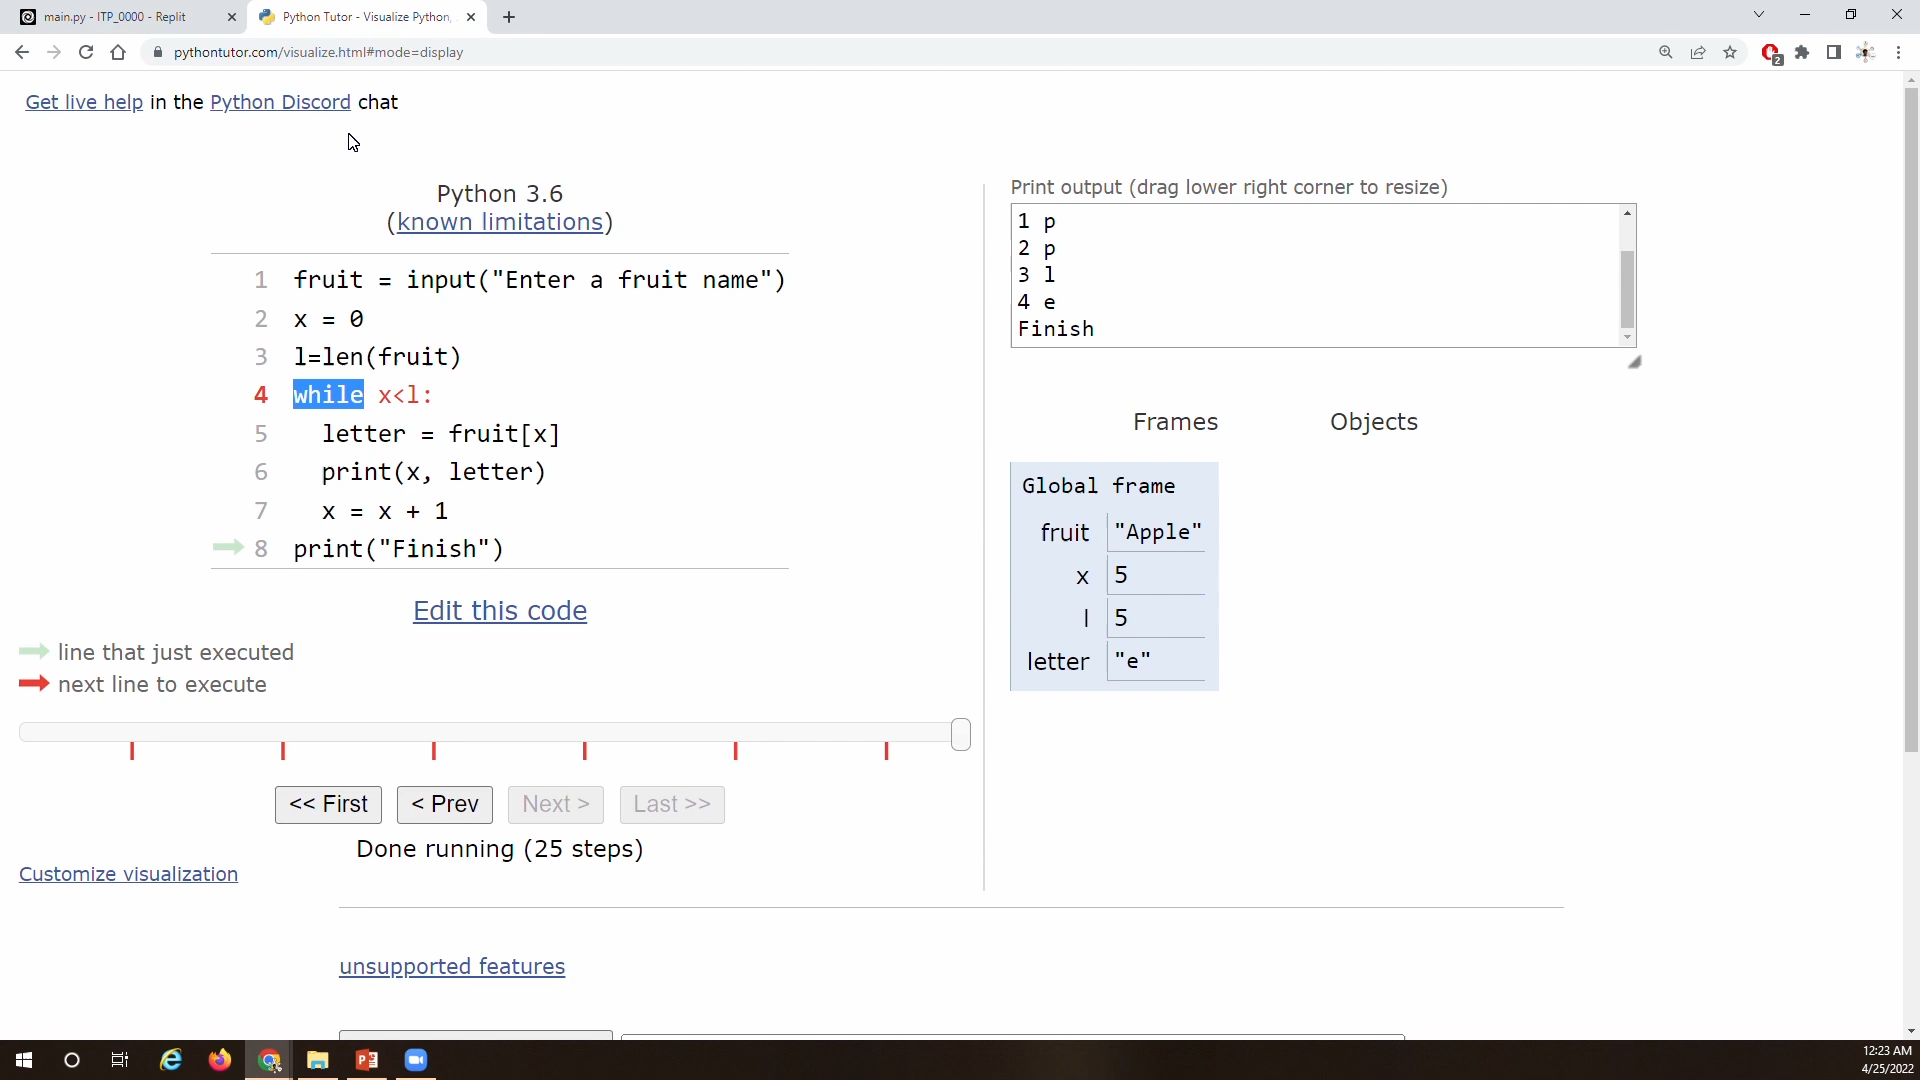 main.py - ITP_0000 - Replit
Python Tutor - Visualize Python,
pythontutor.com/visualize.html#mode=display
2
Get live help in the Python Discord chat
Python 3.6
(known limitations)
1 fruit = input("Enter a fruit name")
2 x = 0
3 l=len(fruit)
4 while x<l:
5 letter = fruit[x]
6 print(x, letter)
7 x = x + 1
8 print("Finish")
Edit this code
line that just executed
next line to execute
<< First < Prev Next > Last >>
Done running (25 steps)
Customize visualization
unsupported features
Print output (drag lower right corner to resize)
1 p
2 p
3 l
4 e
Finish
Frames Objects
Global frame
fruit "Apple"
x 5
l 5
letter "e"
12:23 AM
4/25/2022